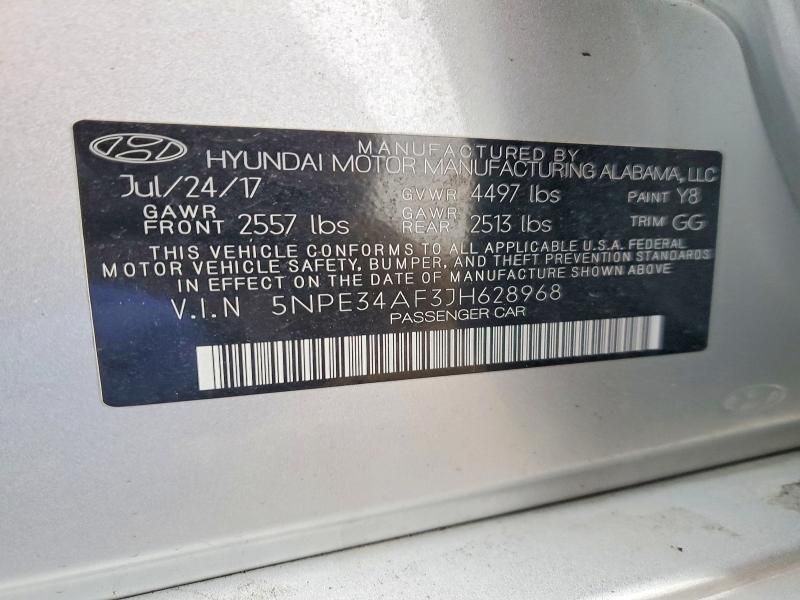 MANUFACTURED BY
HYUNDAI MOTOR MANUFACTURING ALABAMA, LLC
Jul/24/17 GVWR 4497 lbs PAINT Y8
GAWR FRONT 2557 lbs GAWR REAR 2513 lbs TRIM GG
THIS VEHICLE CONFORMS TO ALL APPLICABLE U.S.A. FEDERAL
MOTOR VEHICLE SAFETY, BUMPER, AND THEFT PREVENTION STANDARDS
IN EFFECT ON THE DATE OF MANUFACTURE SHOWN ABOVE.
V.I.N 5NPE34AF3JH628968
PASSENGER CAR